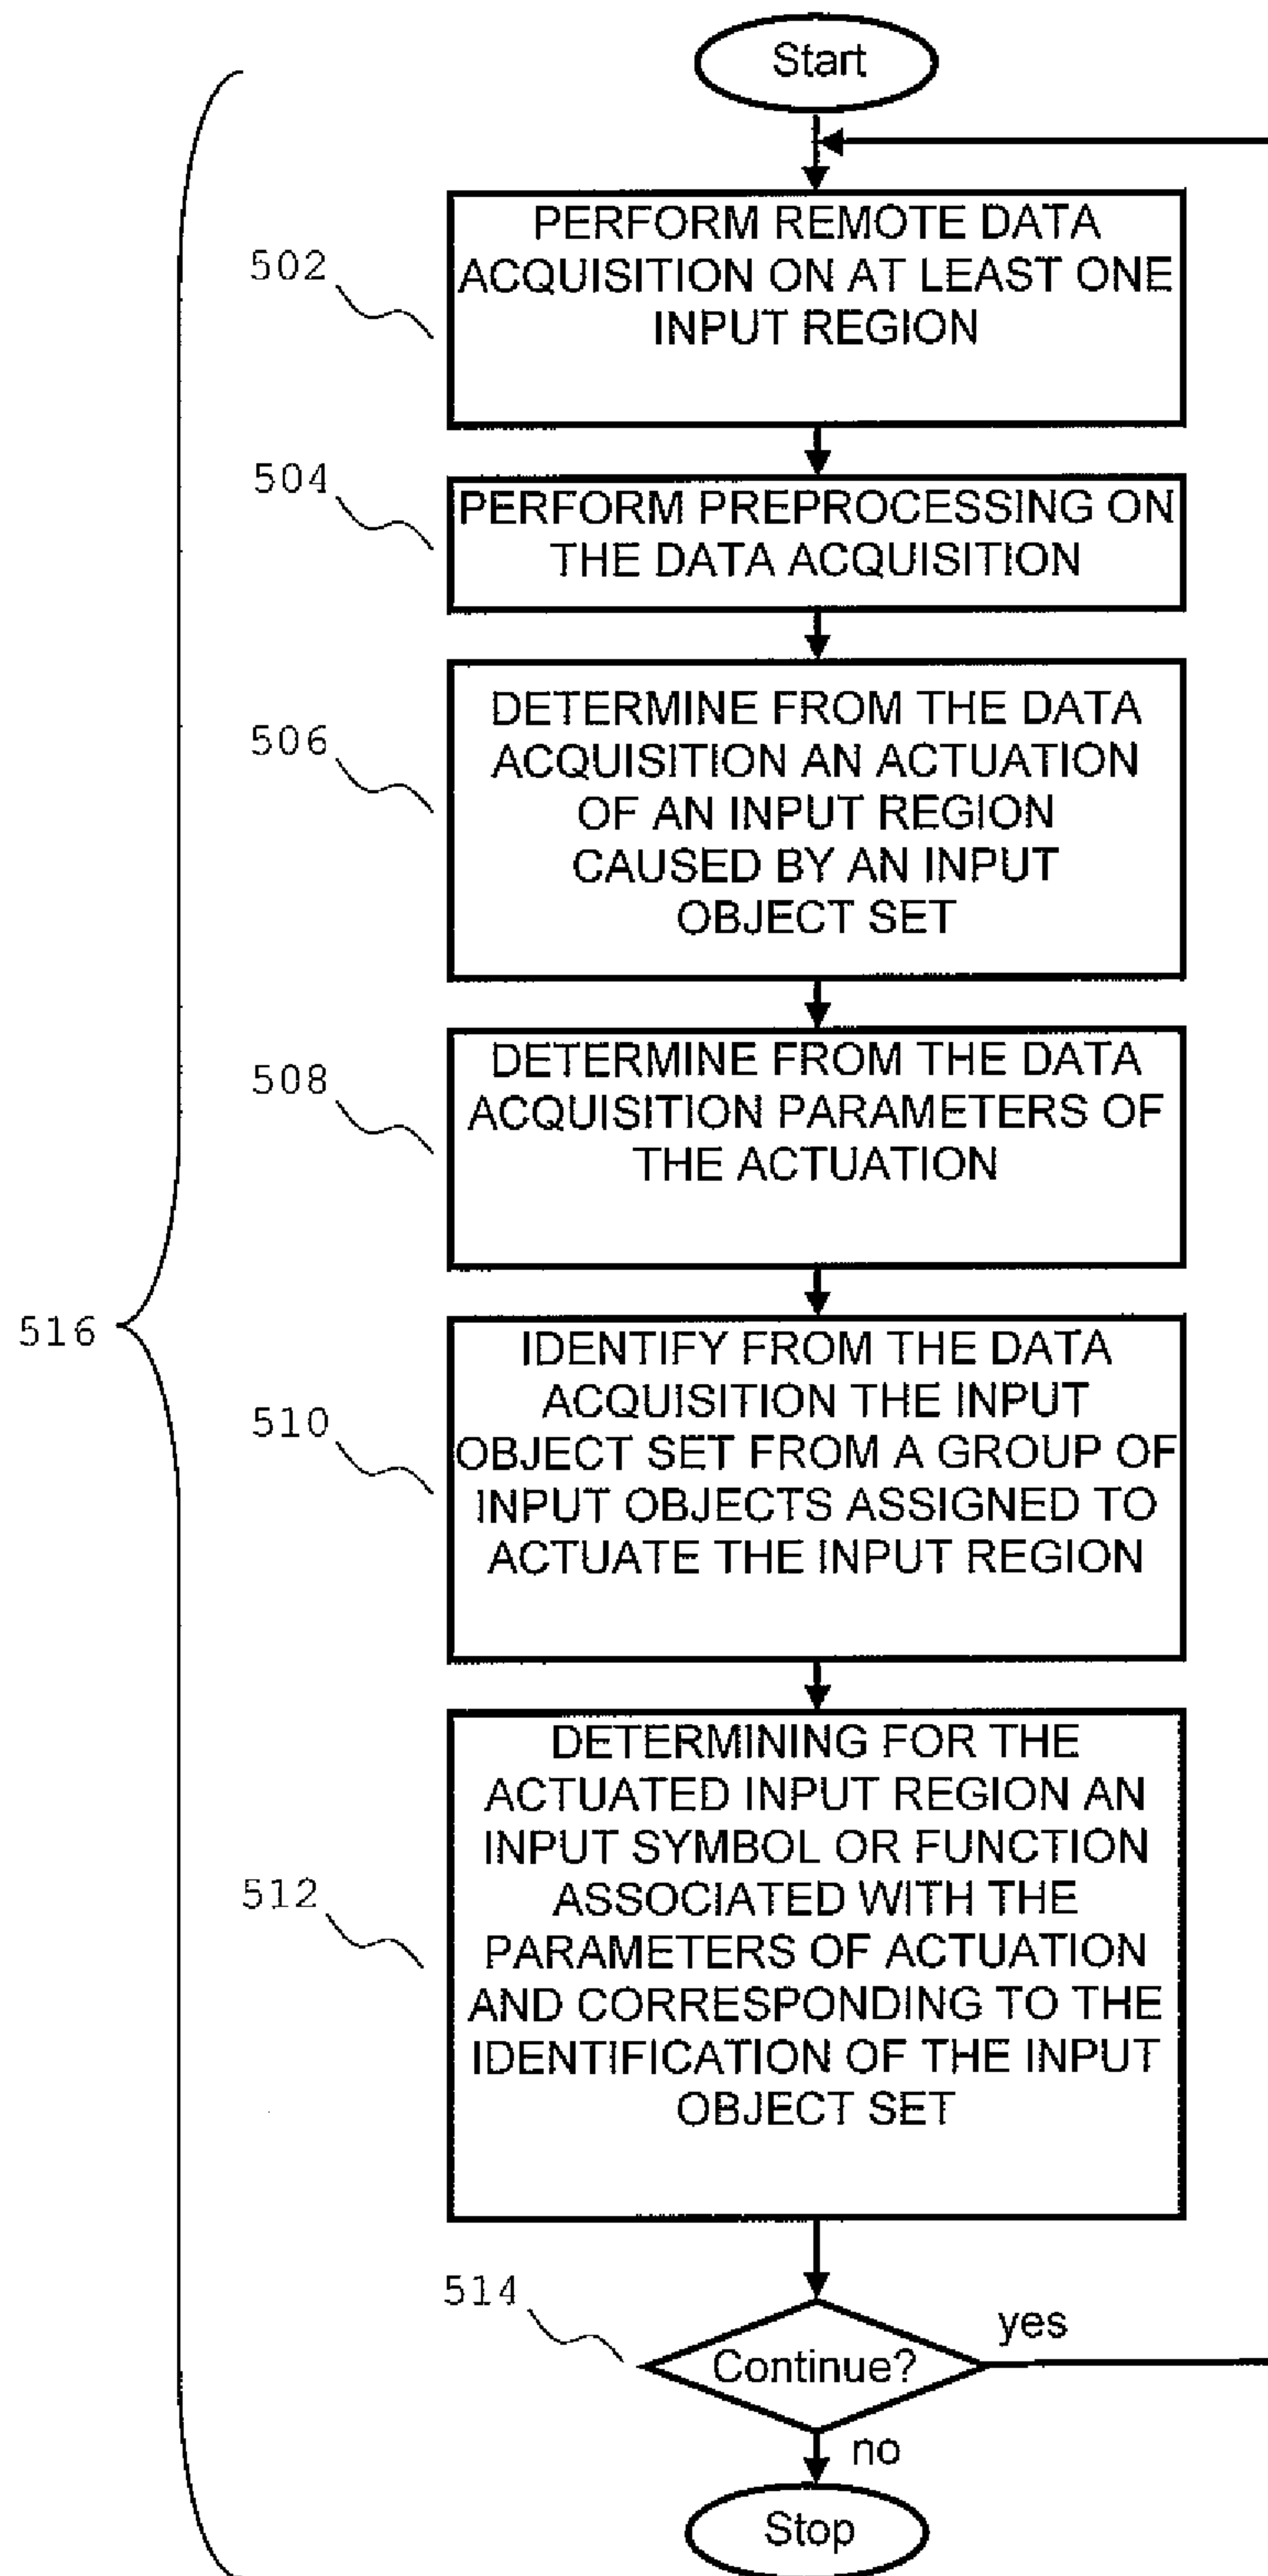 Start
502
PERFORM REMOTE DATA
ACQUISITION ON AT LEAST ONE
INPUT REGION
504
PERFORM PREPROCESSING ON
THE DATA ACQUISITION
506
DETERMINE FROM THE DATA
ACQUISITION AN ACTUATION
OF AN INPUT REGION
CAUSED BY AN INPUT
OBJECT SET
508
DETERMINE FROM THE DATA
ACQUISITION PARAMETERS OF
THE ACTUATION
516
510
IDENTIFY FROM THE DATA
ACQUISITION THE INPUT
OBJECT SET FROM A GROUP OF
INPUT OBJECTS ASSIGNED TO
ACTUATE THE INPUT REGION
512
DETERMINING FOR THE
ACTUATED INPUT REGION AN
INPUT SYMBOL OR FUNCTION
ASSOCIATED WITH THE
PARAMETERS OF ACTUATION
AND CORRESPONDING TO THE
IDENTIFICATION OF THE INPUT
OBJECT SET
514
Continue?
yes
no
Stop